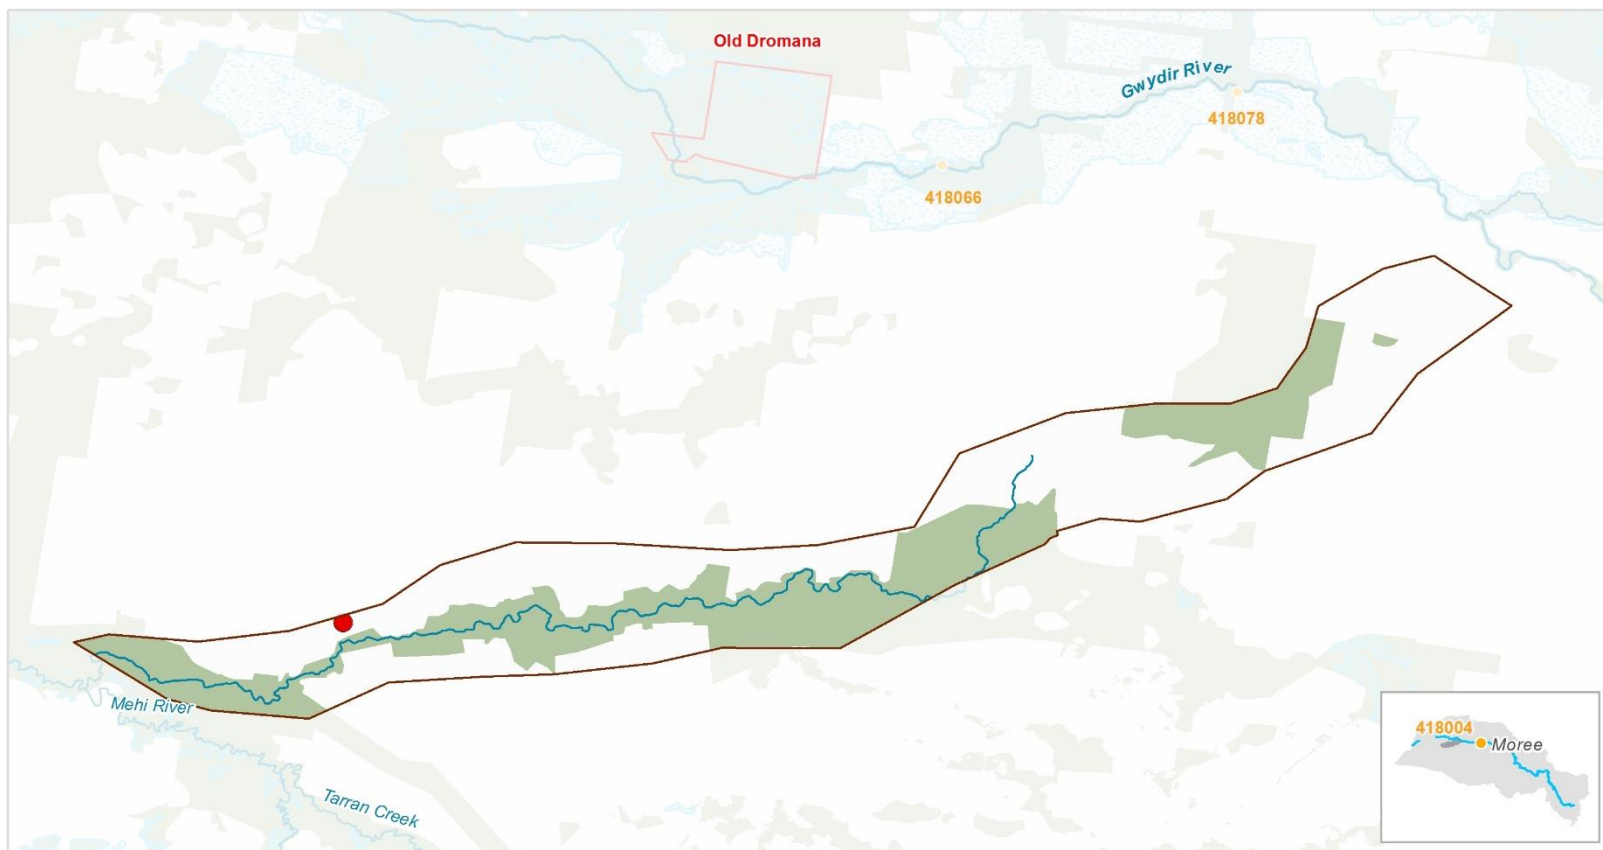 Old Dromana
Gwydir River
418078
418066
Mehi River
Tarran Creek
418004
Moree